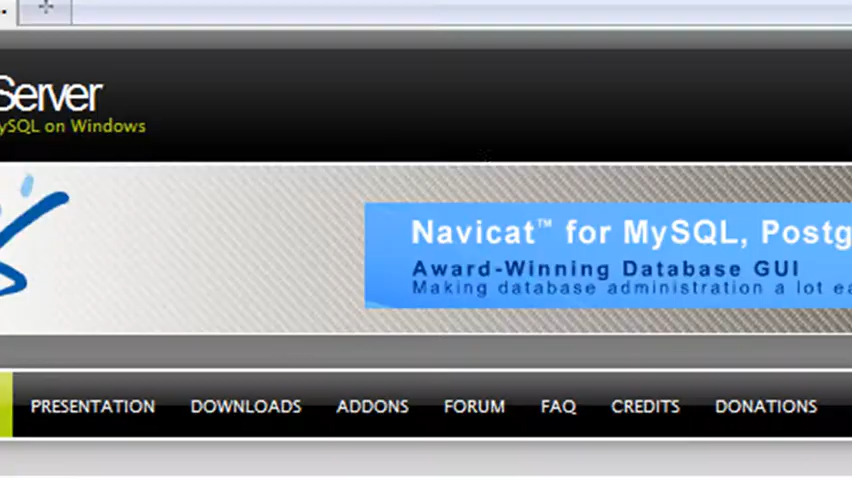 Server
ySQL on Windows
Navicat™ for MySQL, Postg
Award-Winning Database GUI
Making database administration a lot ea
PRESENTATION DOWNLOADS ADDONS FORUM FAQ CREDITS DONATIONS